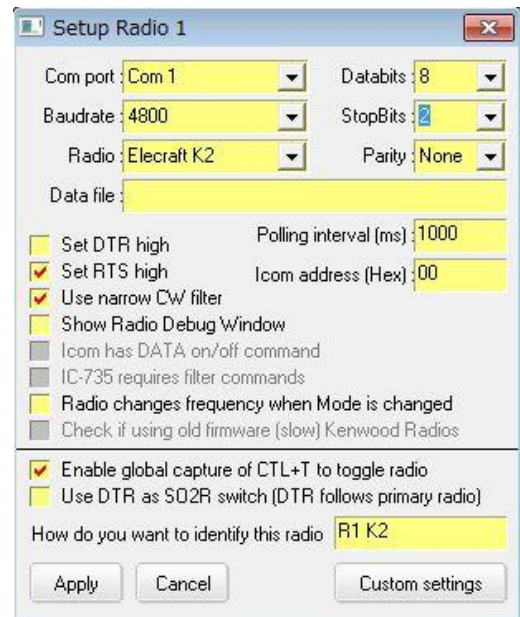 Setup Radio 1
Com port : Com 1 Databits : 8
Baudrate : 4800 StopBits : 2
Radio : Elecraft K2 Parity : None
Data file :
Set DTR high Polling interval (ms) : 1000
Set RTS high Icom address (Hex) : 00
Use narrow CW filter
Show Radio Debug Window
Icom has DATA on/off command
IC-735 requires filter commands
Radio changes frequency when Mode is changed
Check if using old firmware (slow) Kenwood Radios
Enable global capture of CTL+T to toggle radio
Use DTR as SO2R switch (DTR follows primary radio)
How do you want to identify this radio R1 K2
Apply Cancel Custom settings